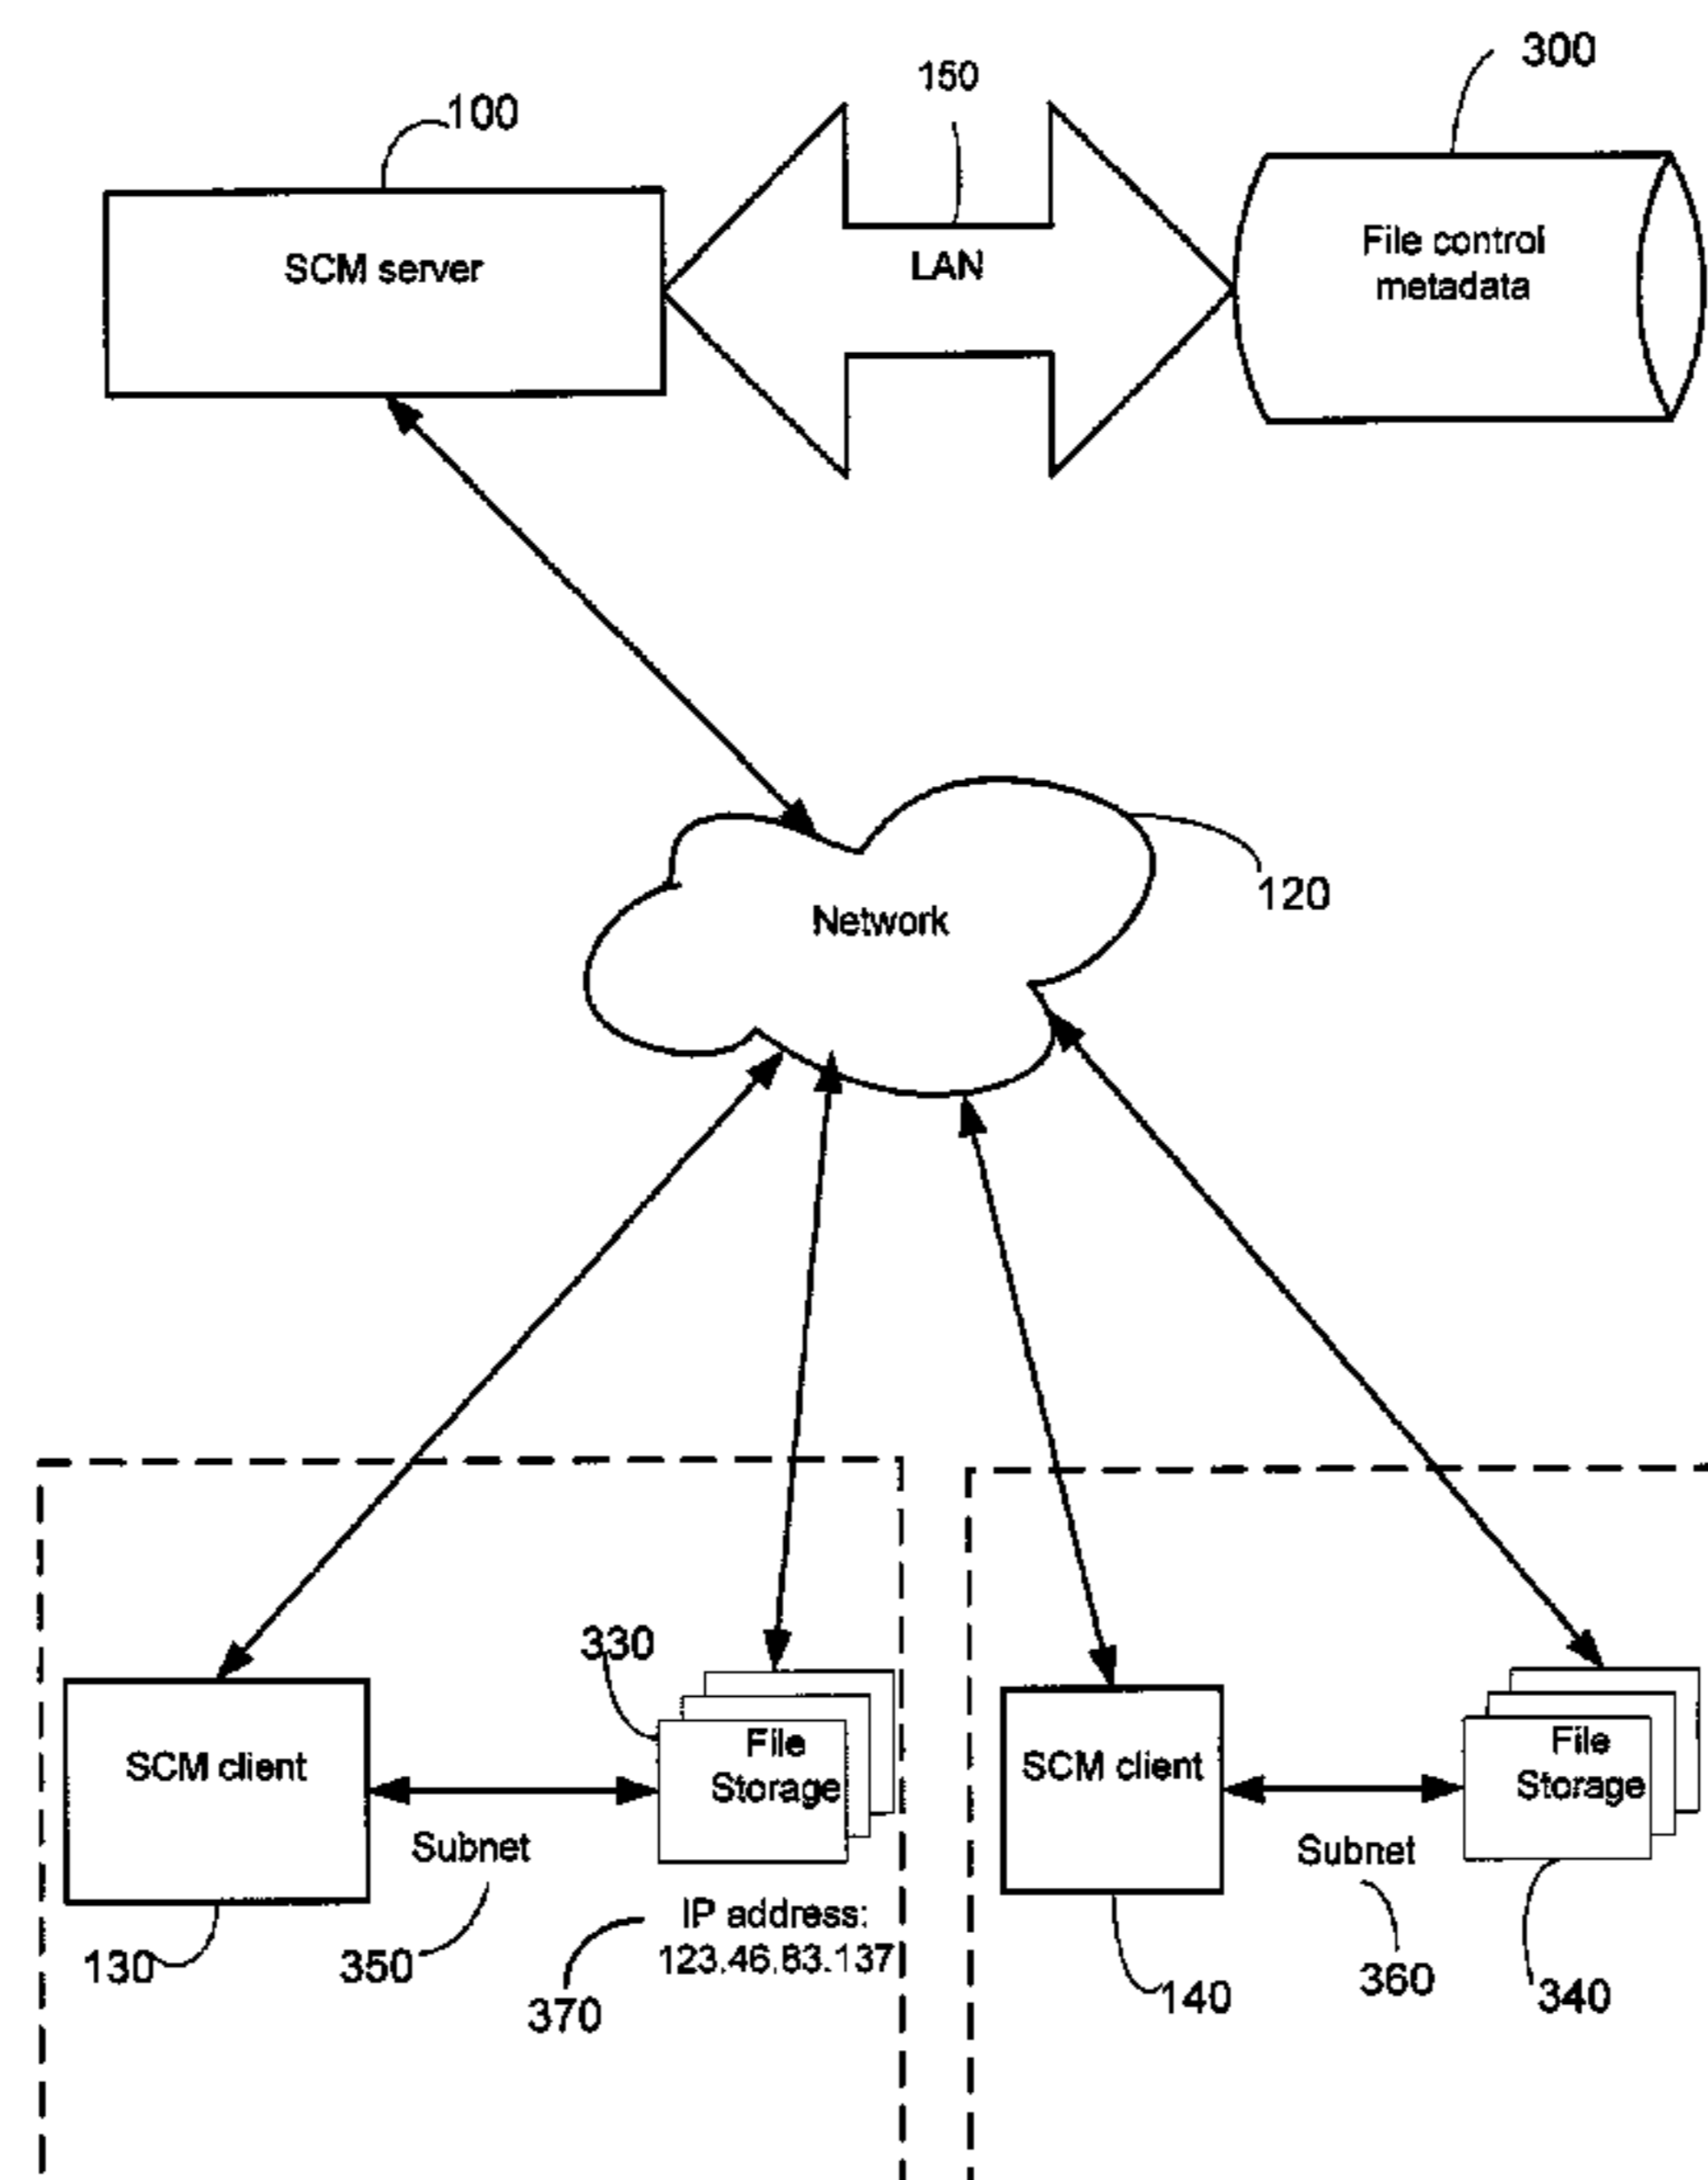 300
150
100
SCM server
LAN
File control
metadata
120
Network
330
SCM client
File
Storage
SCM client
File
Storage
Subnet
Subnet
IP address:
123.46.83.137
130
350
370
140
360
340